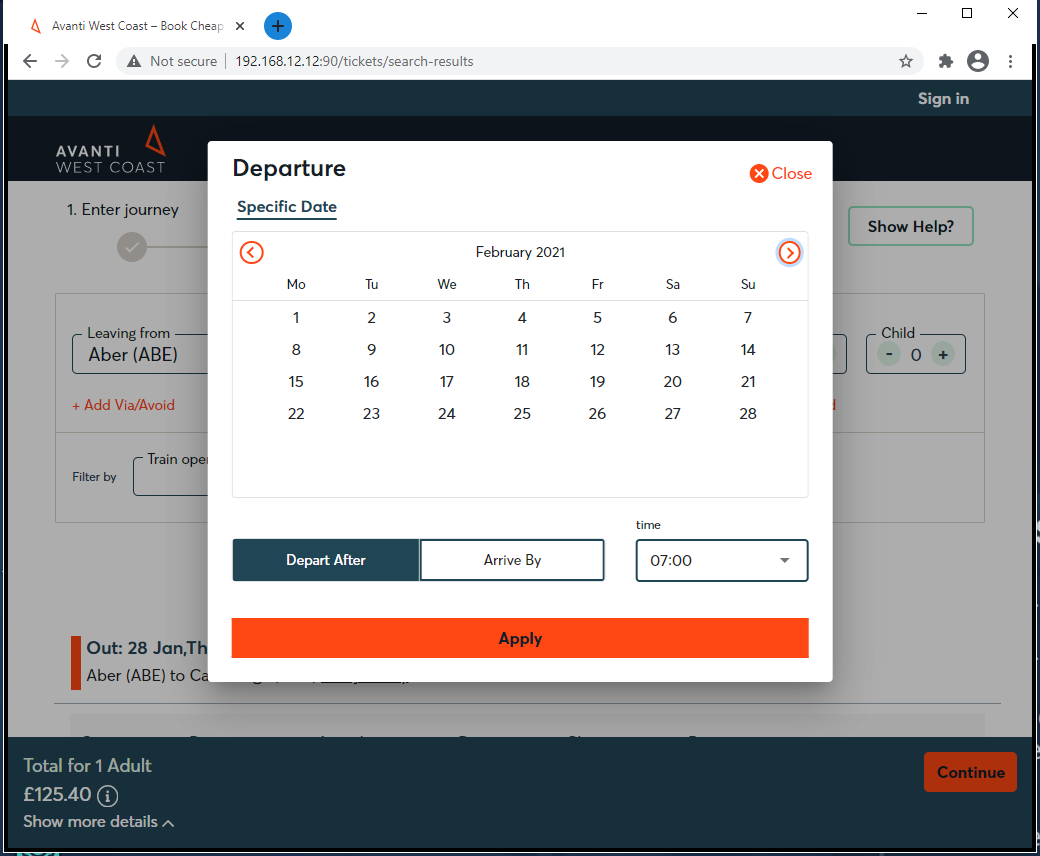 Avanti West Coast – Book Cheap
Not secure
192.168.12.12:90/tickets/search-results
Sign in
AVANTI
WEST COAST
Departure
Close
Specific Date
1. Enter journey
Show Help?
February 2021
Mo Tu We Th Fr Sa Su
1 2 3 4 5 6 7
8 9 10 11 12 13 14
15 16 17 18 19 20 21
22 23 24 25 26 27 28
Leaving from
Aber (ABE)
Child
- 0 +
+ Add Via/Avoid
Filter by
Train oper
time
Depart After
Arrive By
07:00
Apply
Out: 28 Jan,Th
Aber (ABE) to Ca
Total for 1 Adult
£125.40
Show more details
Continue